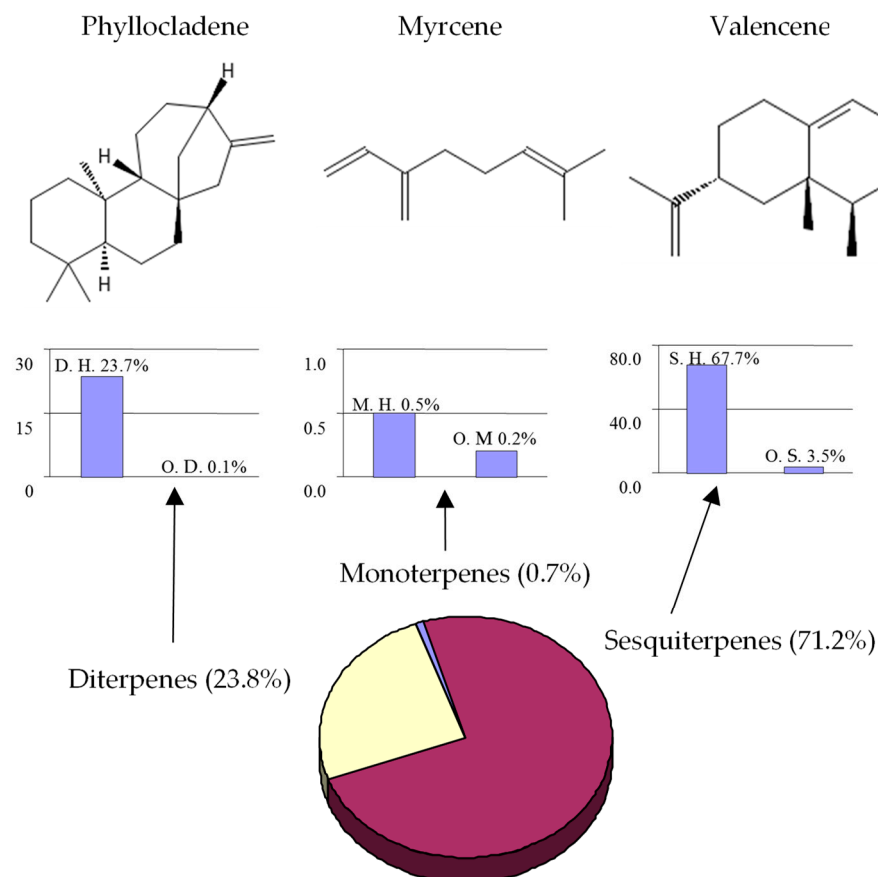 Phyllocladene
Myrcene
Valencene
H
H
H
30
15
0
D. H. 23.7%
O. D. 0.1%
1.0
0.5
0.0
M. H. 0.5%
O. M 0.2%
80.0
40.0
0.0
S. H. 67.7%
O. S. 3.5%
Monoterpenes (0.7%)
Sesquiterpenes (71.2%)
Diterpenes (23.8%)